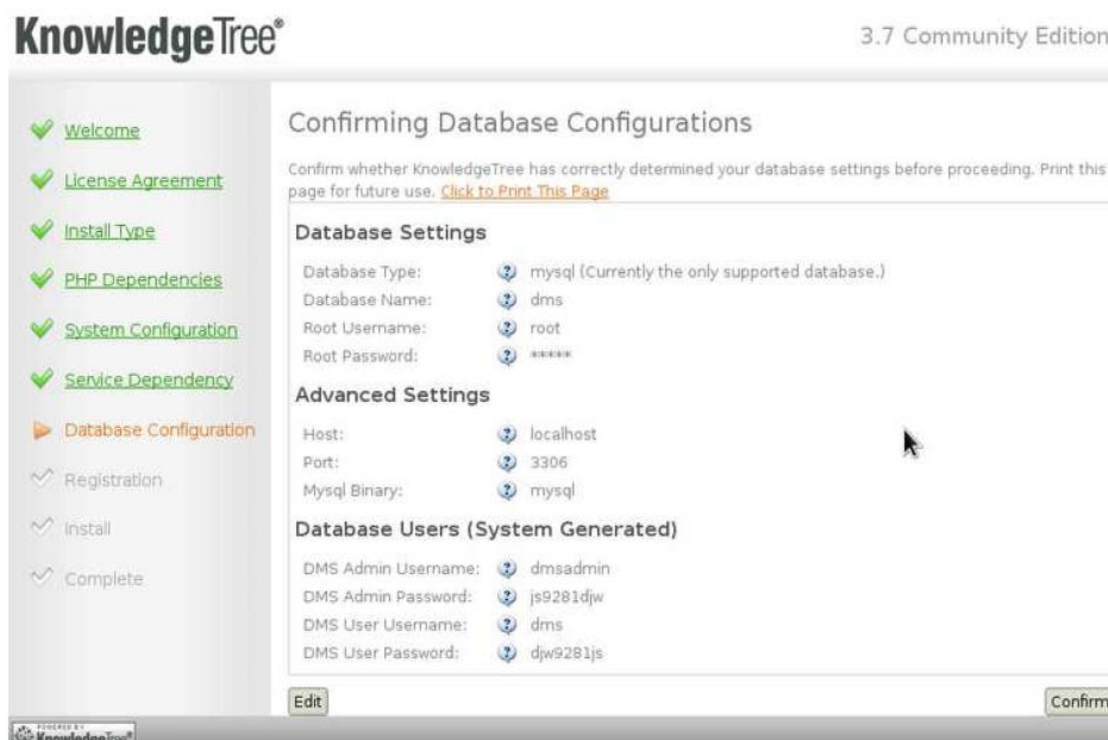 KnowledgeTree®
3.7 Community Edition
Welcome
License Agreement
Install Type
PHP Dependencies
System Configuration
Service Dependency
Database Configuration
Registration
Install
Complete
Confirming Database Configurations
Confirm whether KnowledgeTree has correctly determined your database settings before proceeding. Print this
page for future use. Click to Print This Page
Database Settings
Database Type: mysql (Currently the only supported database.)
Database Name: dms
Root Username: root
Root Password: *****
Advanced Settings
Host: localhost
Port: 3306
Mysql Binary: mysql
Database Users (System Generated)
DMS Admin Username: dmsadmin
DMS Admin Password: js9281djw
DMS User Username: dms
DMS User Password: djw9281js
Edit
Confirm
POWERED BY
KnowledgeTree®